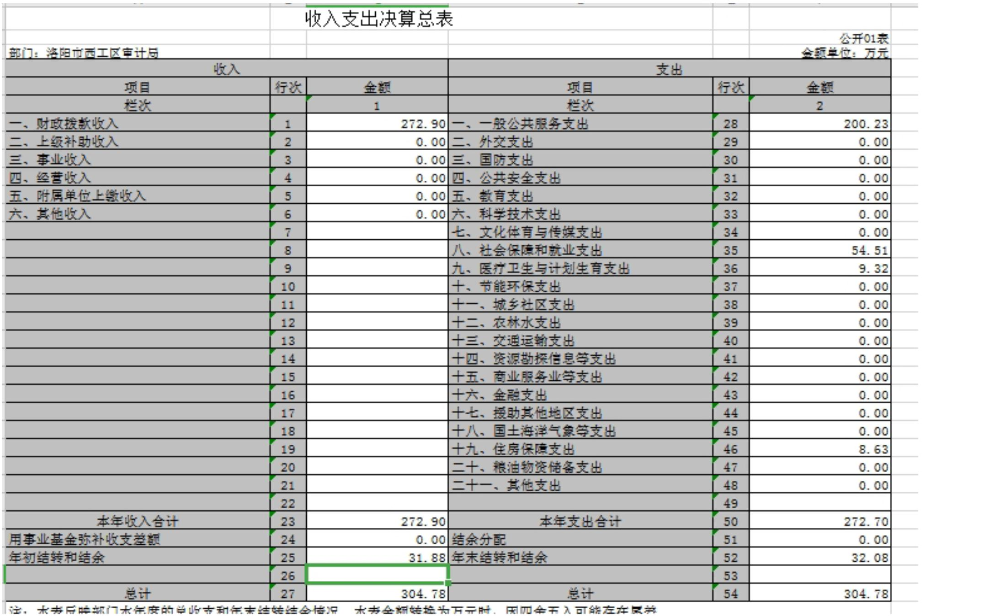 收入支出决算总表
公开01表
部门：洛阳市西工区审计局 金额单位：万元
收入 支出
项目 行次 金额 项目 行次 金额
栏次 1 栏次 2
一、财政拨款收入 1 272.90 一、一般公共服务支出 28 200.23
二、上级补助收入 2 0.00 二、外交支出 29 0.00
三、事业收入 3 0.00 三、国防支出 30 0.00
四、经营收入 4 0.00 四、公共安全支出 31 0.00
五、附属单位上缴收入 5 0.00 五、教育支出 32 0.00
六、其他收入 6 0.00 六、科学技术支出 33 0.00
7 七、文化体育与传媒支出 34 0.00
8 八、社会保障和就业支出 35 54.51
9 九、医疗卫生与计划生育支出 36 9.32
10 十、节能环保支出 37 0.00
11 十一、城乡社区支出 38 0.00
12 十二、农林水支出 39 0.00
13 十三、交通运输支出 40 0.00
14 十四、资源勘探信息等支出 41 0.00
15 十五、商业服务业等支出 42 0.00
16 十六、金融支出 43 0.00
17 十七、援助其他地区支出 44 0.00
18 十八、国土海洋气象等支出 45 0.00
19 十九、住房保障支出 46 8.63
20 二十、粮油物资储备支出 47 0.00
21 二十一、其他支出 48 0.00
22 49
本年收入合计 23 272.90 本年支出合计 50 272.70
用事业基金弥补收支差额 24 0.00 结余分配 51 0.00
年初结转和结余 25 31.88 年末结转和结余 52 32.08
26 53
总计 27 304.78 总计 54 304.78
注：本表反映部门本年度的总收支和年末结转结余情况。本表金额转换为万元时，因四舍五入可能存在尾差